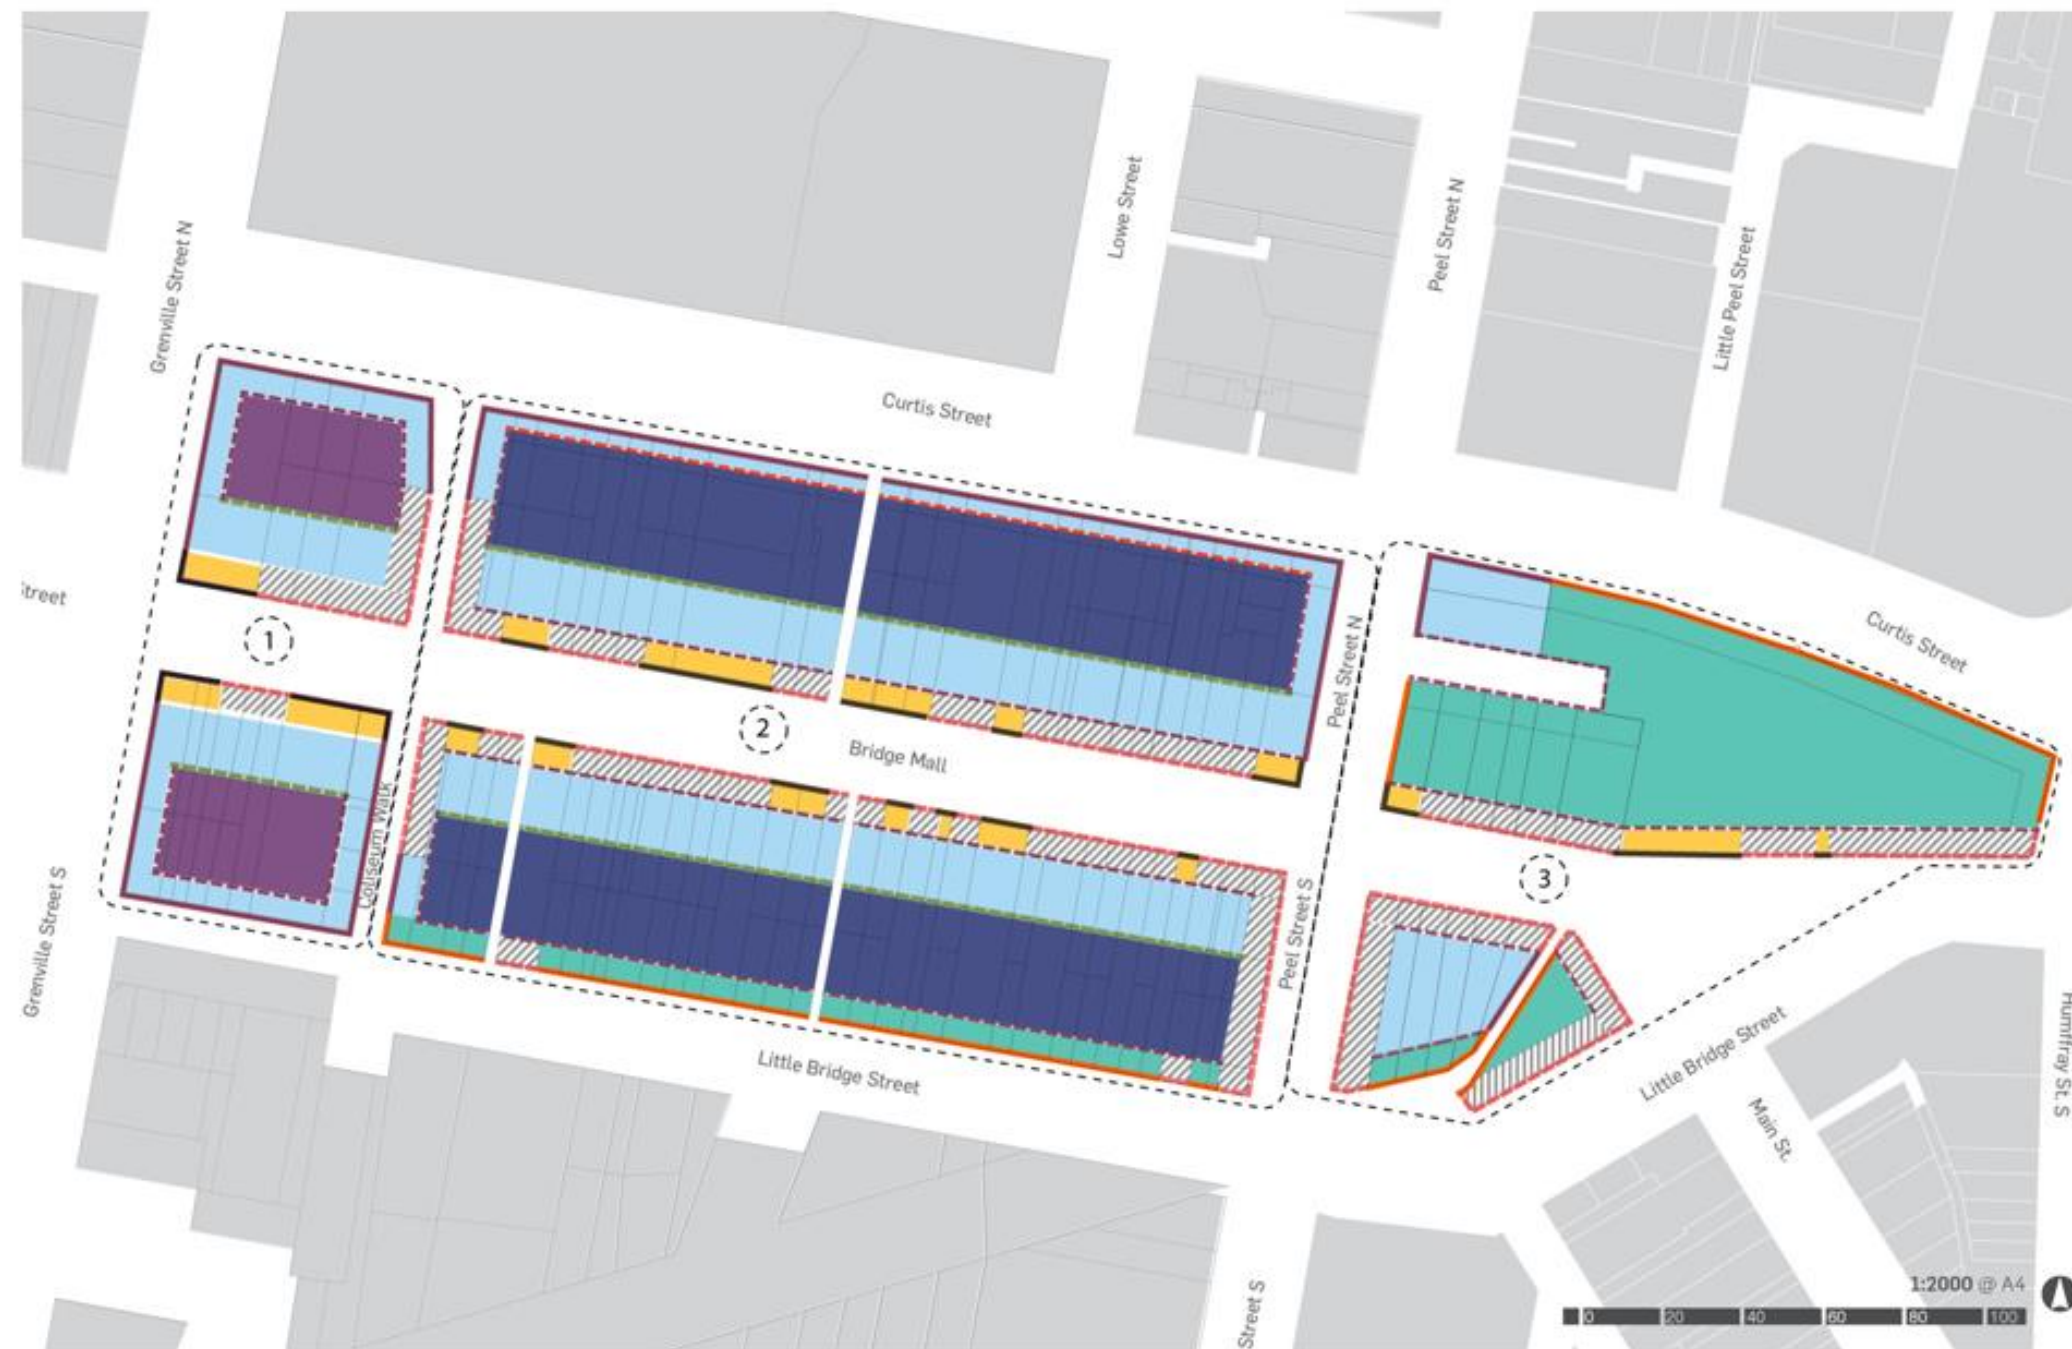 Lowe Street
Peel Street N
Little Peel Street
Grenville Street N
Curtis Street
treet
1
Peel Street N
Curtis Street
2
Bridge Mall
Coliseum Walk
3
Grenville Street S
Peel Street S
Little Bridge Street
Little Bridge Street
Main St.
Humffray St. S
Street S
1:2000 @ A4
0 20 40 60 80 100